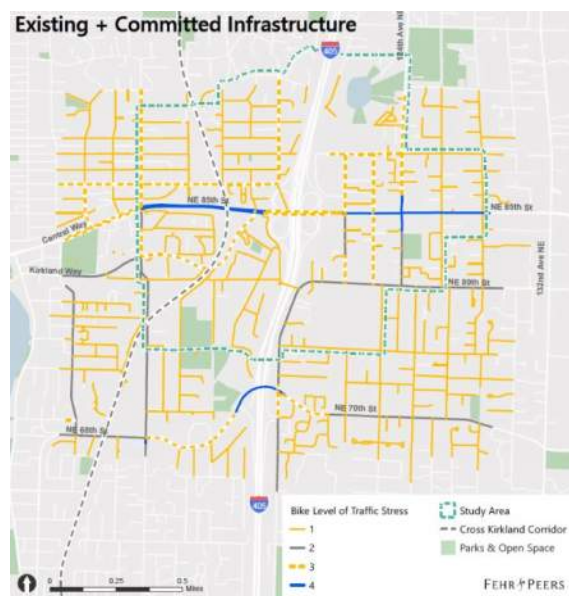 Existing + Committed Infrastructure
405
124th Ave NE
NE 85th St
NE 85th St
Central Way
Kirkland Way
NE 80th St
132nd Ave NE
NE 70th St
NE 68th St
405
Bike Level of Traffic Stress
1
2
3
4
Study Area
Cross Kirkland Corridor
Parks & Open Space
0 0.25 0.5
Miles
FEHR & PEERS